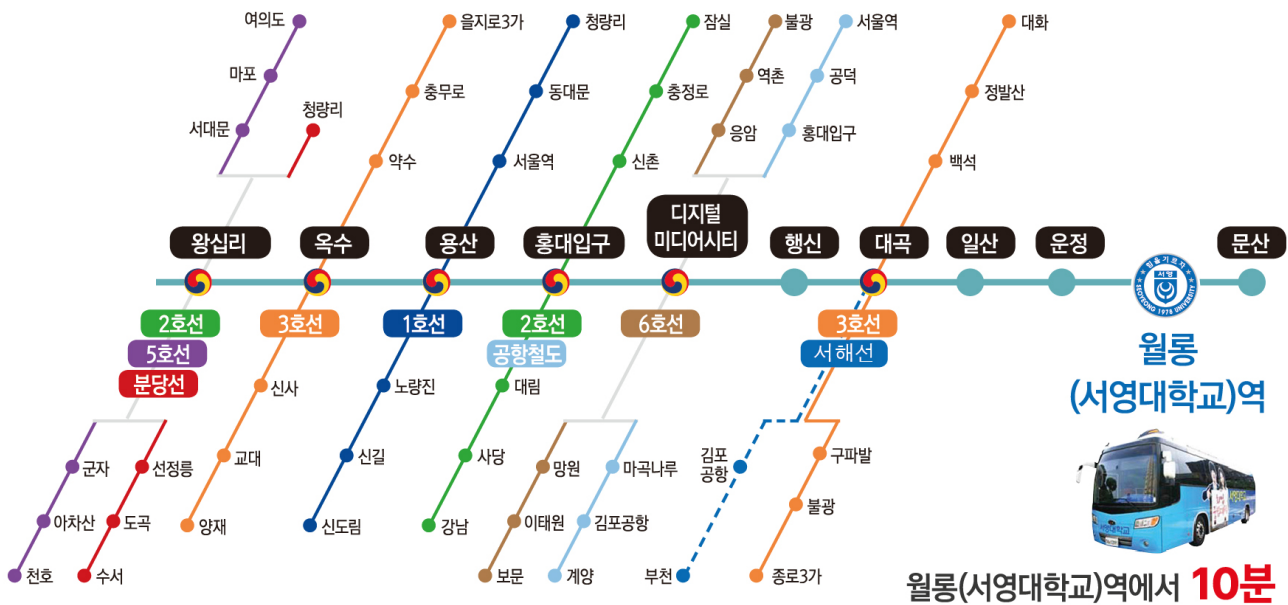 여의도
마포
서대문
청량리
을지로3가
충무로
약수
청량리
동대문
서울역
잠실
충정로
신촌
불광
역촌
응암
서울역
공덕
홍대입구
대화
정발산
백석
왕십리
옥수
용산
홍대입구
디지털
미디어시티
행신
대곡
일산
운정
문산
서영
SEOYEONG UNIVERSITY
1978
2호선
5호선
분당선
3호선
1호선
2호선
공항철도
6호선
3호선
서해선
월롱
(서영대학교)역
군자
아차산
천호
선정릉
도곡
수서
신사
교대
양재
노량진
신길
신도림
대림
사당
강남
망원
이태원
보문
마곡나루
김포공항
계양
김포
공항
부천
구파발
불광
종로3가
월롱(서영대학교)역에서 10분